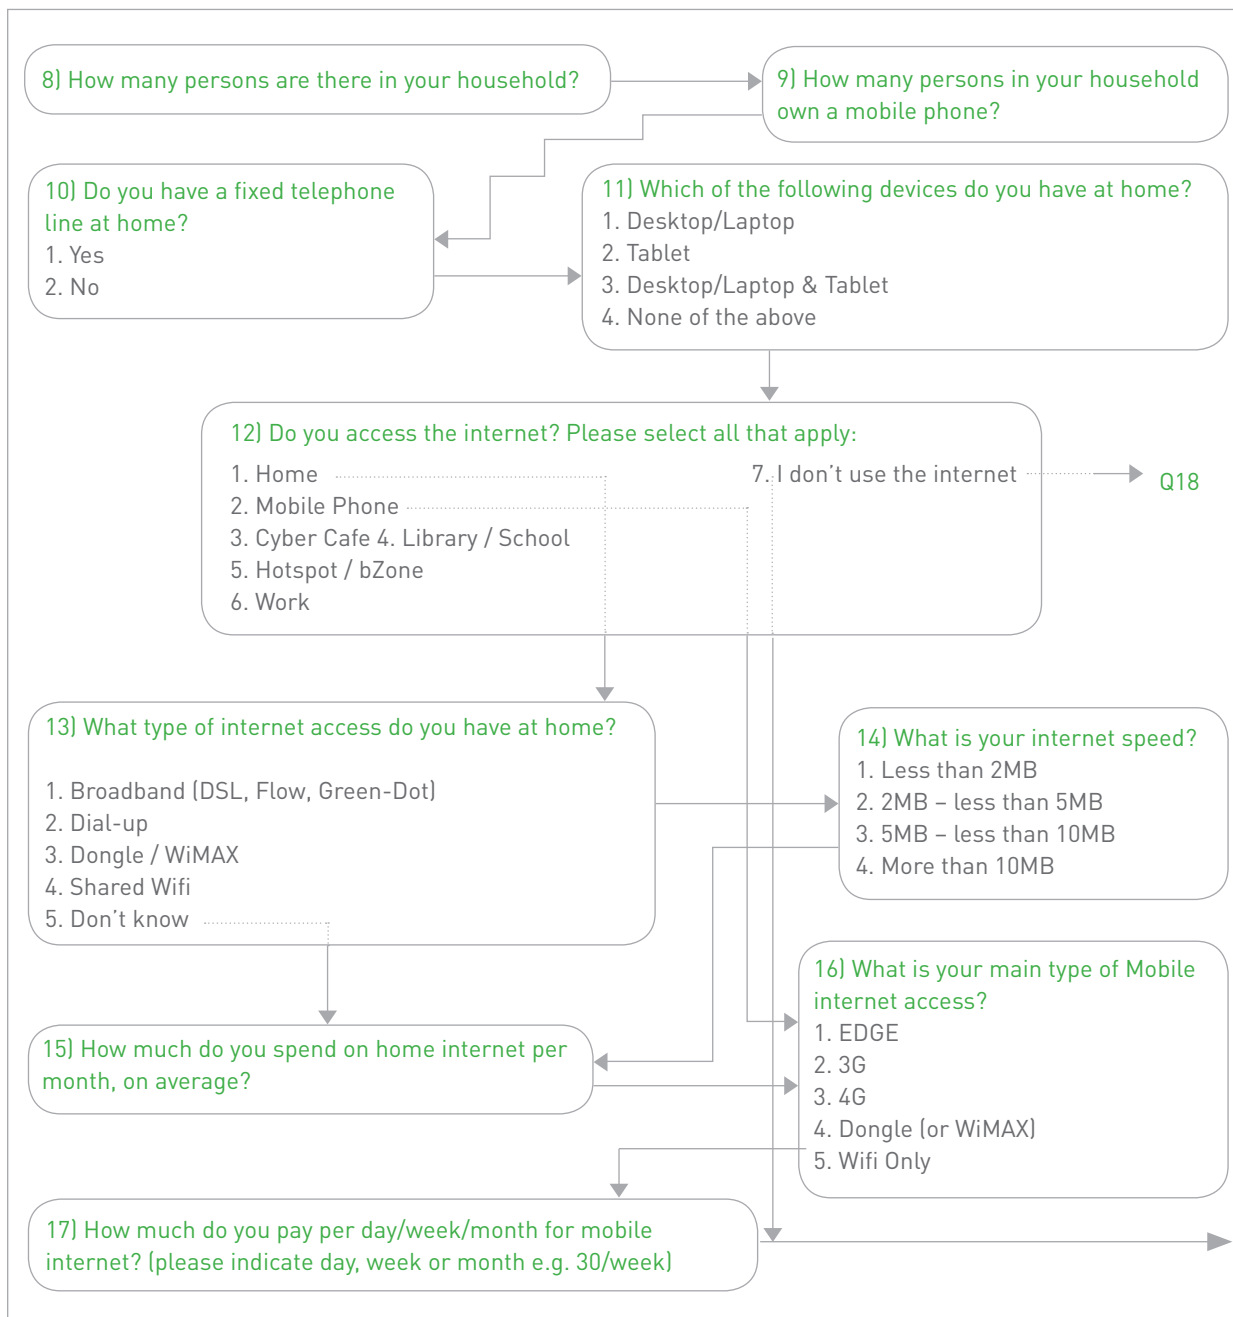 8) How many persons are there in your household?
9) How many persons in your household
own a mobile phone?
10) Do you have a fixed telephone
line at home?
1. Yes
2. No
11) Which of the following devices do you have at home?
1. Desktop/Laptop
2. Tablet
3. Desktop/Laptop & Tablet
4. None of the above
12) Do you access the internet? Please select all that apply:
1. Home
2. Mobile Phone
3. Cyber Cafe 4. Library / School
5. Hotspot / bZone
6. Work
7. I don't use the internet
Q18
13) What type of internet access do you have at home?
1. Broadband (DSL, Flow, Green-Dot)
2. Dial-up
3. Dongle / WiMAX
4. Shared Wifi
5. Don't know
14) What is your internet speed?
1. Less than 2MB
2. 2MB – less than 5MB
3. 5MB – less than 10MB
4. More than 10MB
15) How much do you spend on home internet per
month, on average?
16) What is your main type of Mobile
internet access?
1. EDGE
2. 3G
3. 4G
4. Dongle (or WiMAX)
5. Wifi Only
17) How much do you pay per day/week/month for mobile
internet? (please indicate day, week or month e.g. 30/week)